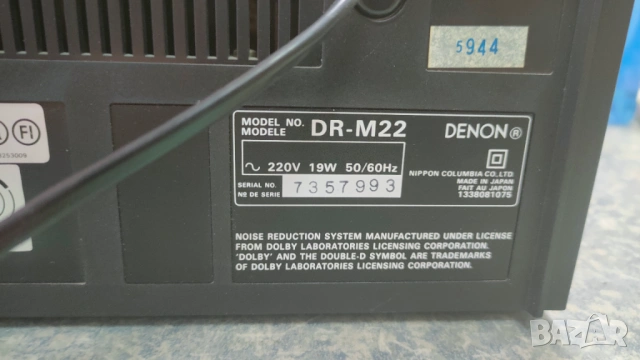 5944
MODEL NO.
MODELE
DR-M22
DENON®
220V 19W 50/60Hz
SERIAL NO.
Nº DE SERIE
7357993
NIPPON COLUMBIA CO., LTD.
MADE IN JAPAN
FAIT AU JAPON
1338081075
NOISE REDUCTION SYSTEM MANUFACTURED UNDER LICENSE
FROM DOLBY LABORATORIES LICENSING CORPORATION.
'DOLBY' AND THE DOUBLE-D SYMBOL ARE TRADEMARKS
OF DOLBY LABORATORIES LICENSING CORPORATION.
FI
BAZAR